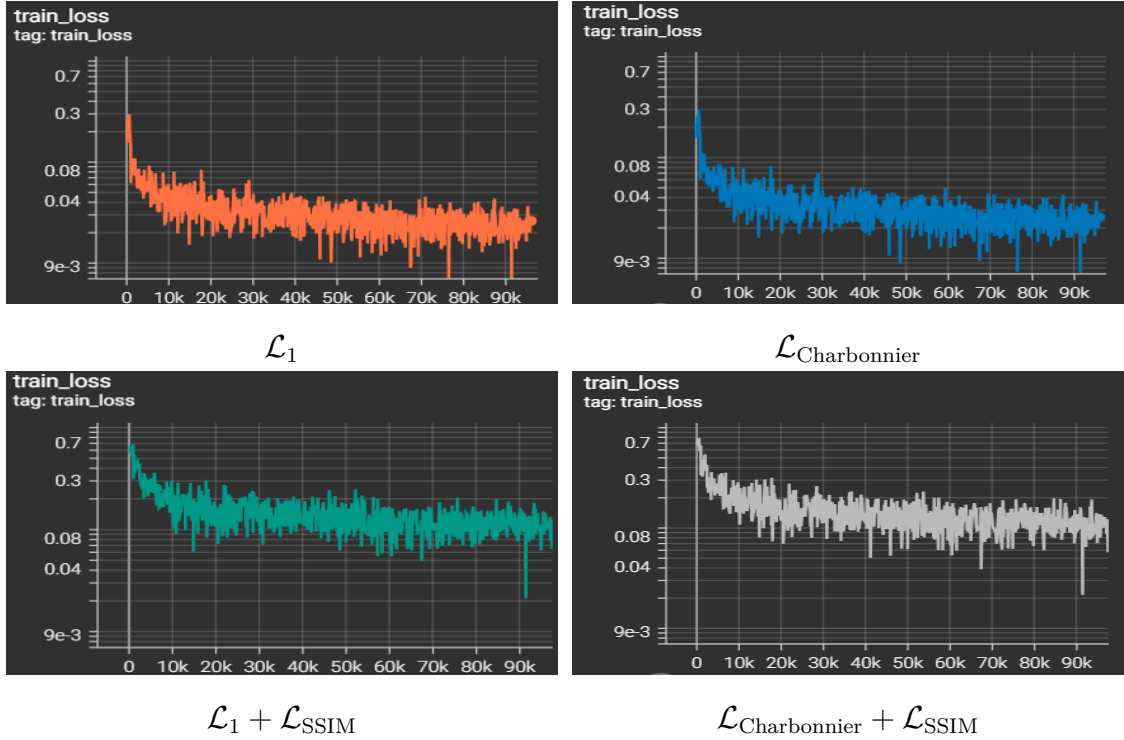 train_loss
tag: train_loss
0.7
0.3
0.08
0.04
9e-3
0 10k 20k 30k 40k 50k 60k 70k 80k 90k
ℒ₁
train_loss
tag: train_loss
0.7
0.3
0.08
0.04
9e-3
0 10k 20k 30k 40k 50k 60k 70k 80k 90k
ℒCharbonnier
train_loss
tag: train_loss
0.7
0.3
0.08
0.04
9e-3
0 10k 20k 30k 40k 50k 60k 70k 80k 90k
ℒ₁ + ℒSSIM
train_loss
tag: train_loss
0.7
0.3
0.08
0.04
9e-3
0 10k 20k 30k 40k 50k 60k 70k 80k 90k
ℒCharbonnier + ℒSSIM